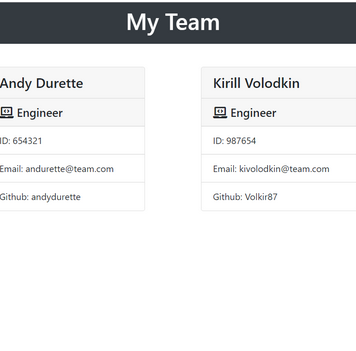 My Team
Andy Durette
Engineer
ID: 654321
Email: andurette@team.com
Github: andydurette
Kirill Volodkin
Engineer
ID: 987654
Email: kivolodkin@team.com
Github: Volkir87